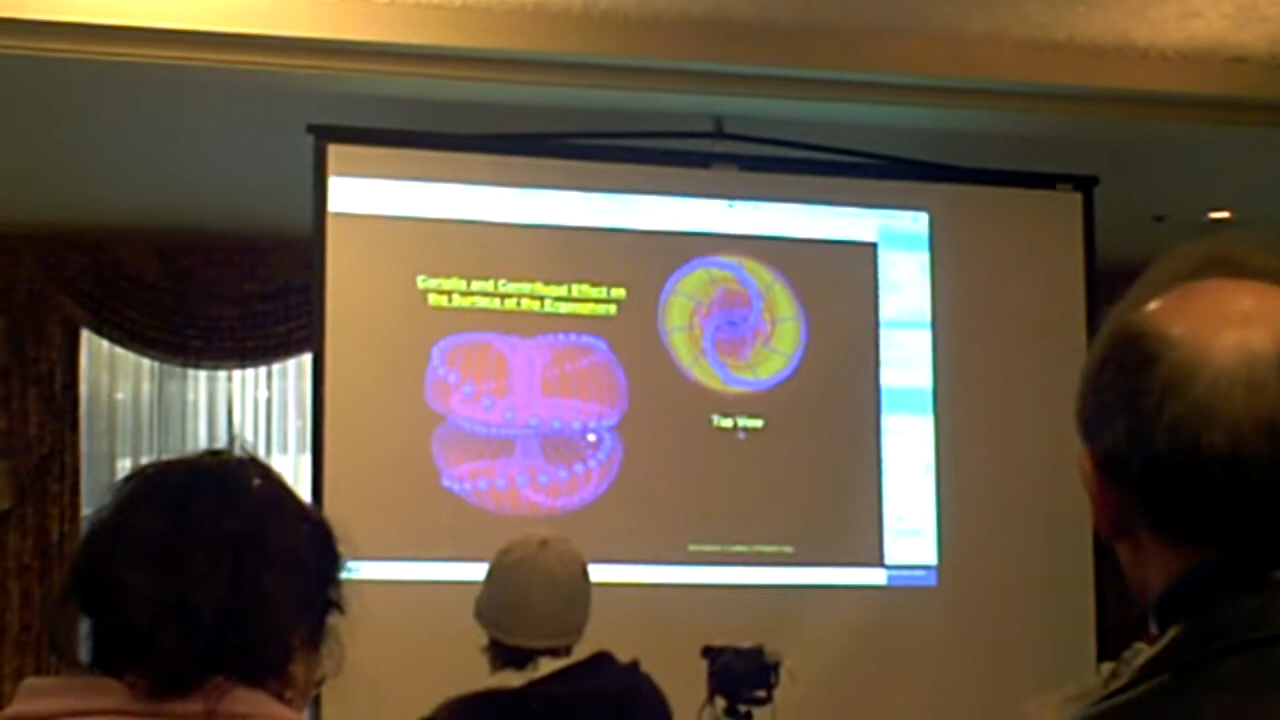 Coriolis and Centrifugal Effect on
the Surface of the Ergosphere
Top View